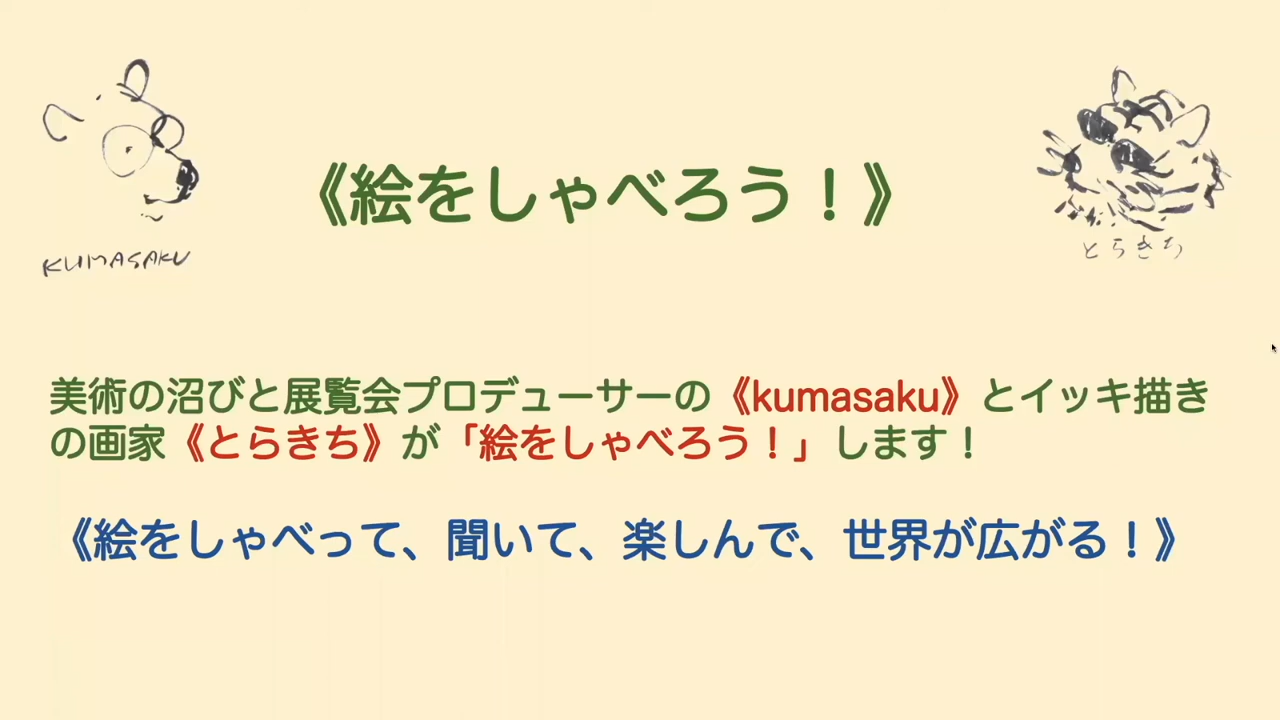 《絵をしゃべろう！》
KUMASAKU
とらきち
美術の沼びと展覧会プロデューサーの《kumasaku》とイッキ描き
の画家《とらきち》が「絵をしゃべろう！」します！
《絵をしゃべって、聞いて、楽しんで、世界が広がる！》